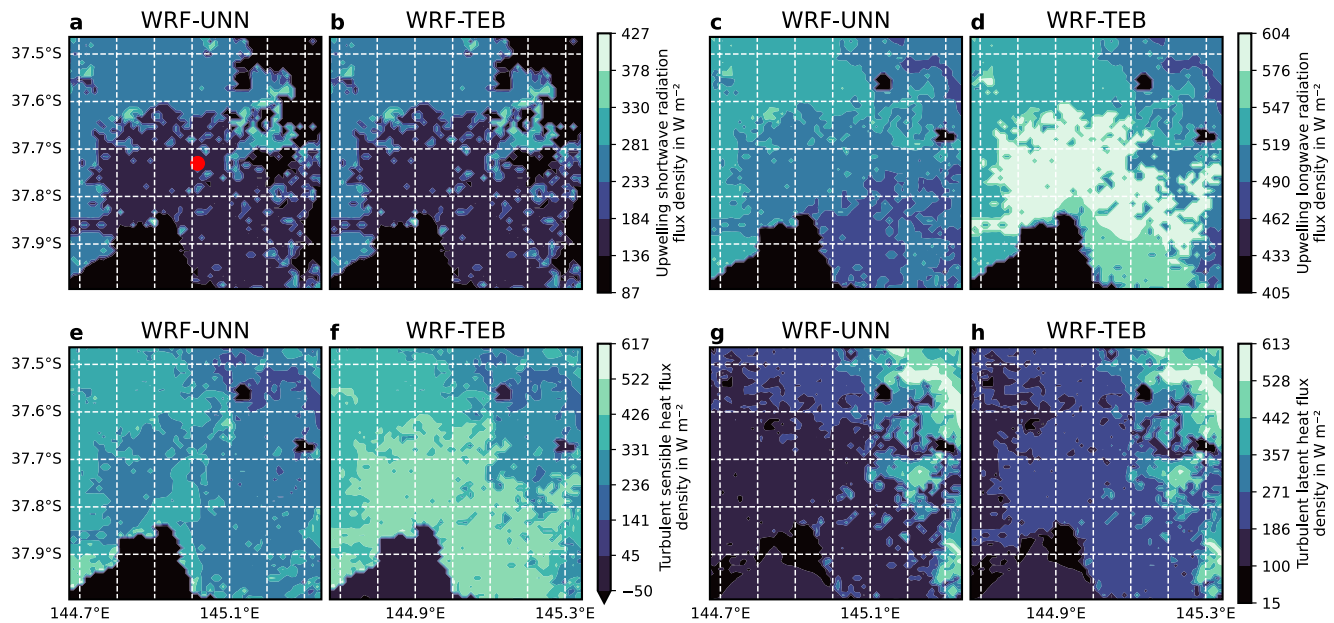 a WRF-UNN
b WRF-TEB
c WRF-UNN
d WRF-TEB
37.5°S
37.6°S
37.7°S
37.8°S
37.9°S
427
378
330
281
233
184
136
87
Upwelling shortwave radiation
flux density in W m⁻²
604
576
547
519
490
462
433
405
Upwelling longwave radiation
flux density in W m⁻²
e WRF-UNN
f WRF-TEB
g WRF-UNN
h WRF-TEB
37.5°S
37.6°S
37.7°S
37.8°S
37.9°S
617
522
426
331
236
141
45
−50
Turbulent sensible heat flux
density in W m⁻²
613
528
442
357
271
186
100
15
Turbulent latent heat flux
density in W m⁻²
144.7°E 145.1°E 144.9°E 145.3°E 144.7°E 145.1°E 144.9°E 145.3°E